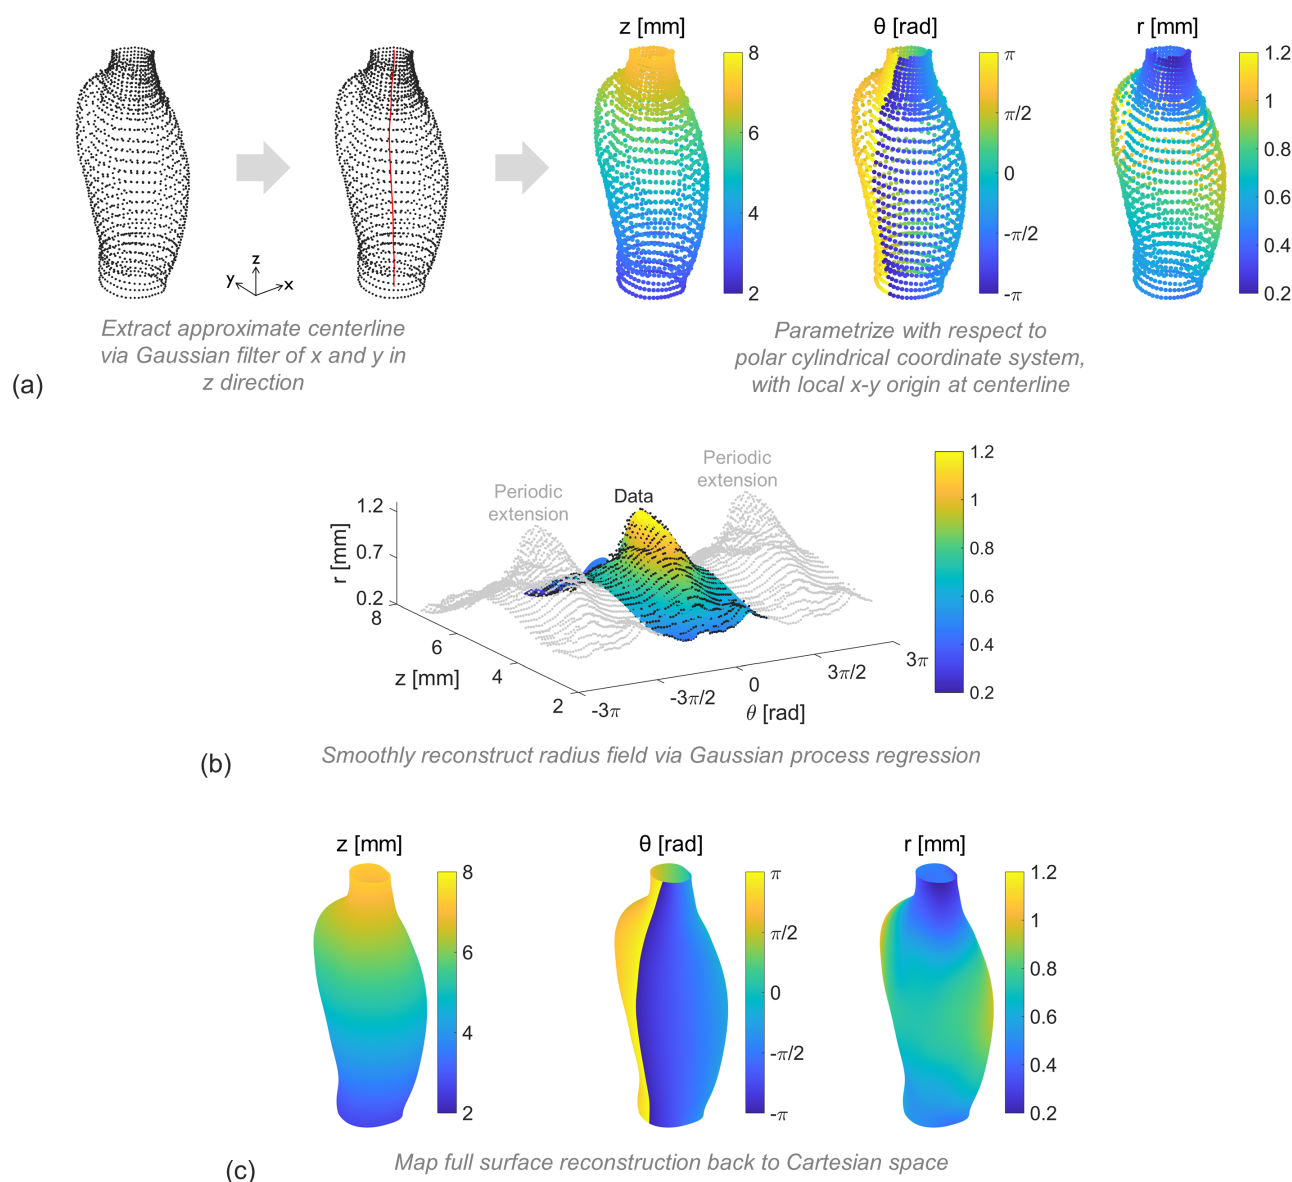 z [mm]
θ [rad]
r [mm]
8
6
4
2
π
π/2
0
-π/2
-π
1.2
1
0.8
0.6
0.4
0.2
z
y
x
Extract approximate centerline
via Gaussian filter of x and y in
z direction
Parametrize with respect to
polar cylindrical coordinate system,
with local x-y origin at centerline
(a)
Periodic
extension
Data
Periodic
extension
1.2
0.7
0.2
r [mm]
8
6
4
2
z [mm]
-3π
-3π/2
0
3π/2
3π
θ [rad]
1.2
1
0.8
0.6
0.4
0.2
(b)
Smoothly reconstruct radius field via Gaussian process regression
z [mm]
θ [rad]
r [mm]
8
6
4
2
π
π/2
0
-π/2
-π
1.2
1
0.8
0.6
0.4
0.2
(c)
Map full surface reconstruction back to Cartesian space